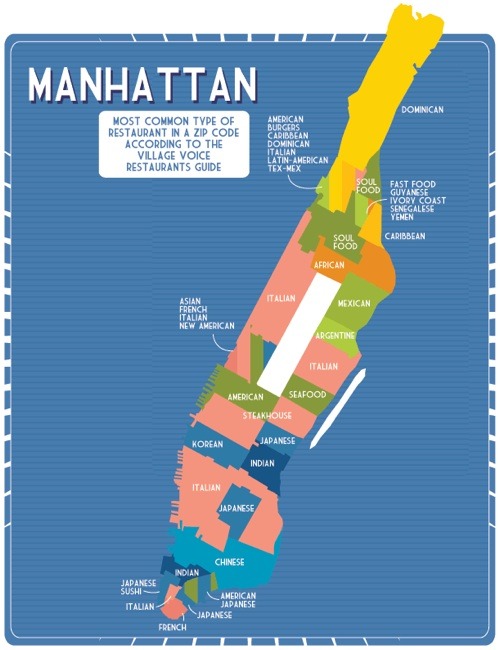 MANHATTAN
MOST COMMON TYPE OF
RESTAURANT IN A ZIP CODE
ACCORDING TO THE
VILLAGE VOICE
RESTAURANTS GUIDE
DOMINICAN
AMERICAN
BURGERS
CARIBBEAN
DOMINICAN
ITALIAN
LATIN-AMERICAN
TEX-MEX
SOUL
FOOD
FAST FOOD
GUYANESE
IVORY COAST
SENEGALESE
YEMEN
SOUL
FOOD
CARIBBEAN
AFRICAN
ITALIAN
MEXICAN
ASIAN
FRENCH
ITALIAN
NEW AMERICAN
ARGENTINE
ITALIAN
AMERICAN
SEAFOOD
STEAKHOUSE
KOREAN
JAPANESE
INDIAN
ITALIAN
JAPANESE
CHINESE
INDIAN
JAPANESE
SUSHI
AMERICAN
JAPANESE
ITALIAN
JAPANESE
FRENCH